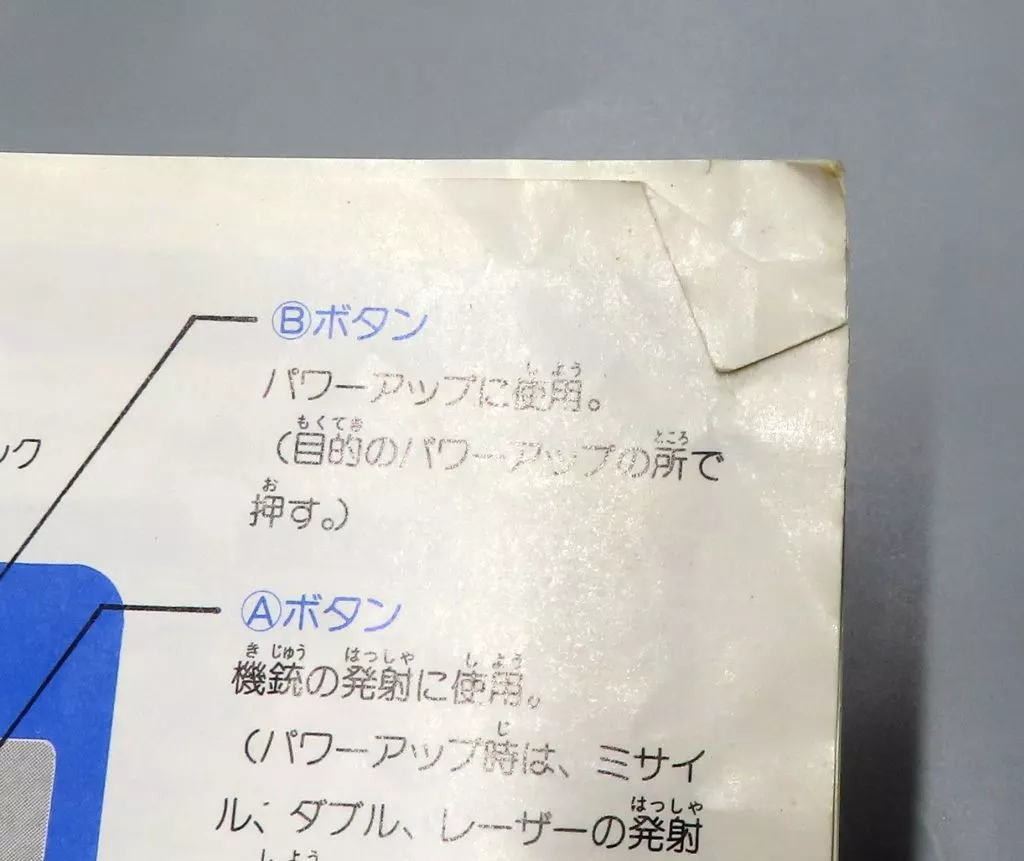 Ⓑボタン
パワーアップに使用。
(目的のパワーアップの所で
押す。)
ック
Ⓐボタン
機銃の発射に使用。
(パワーアップ時は、ミサイ
ル、ダブル、レーザーの発射